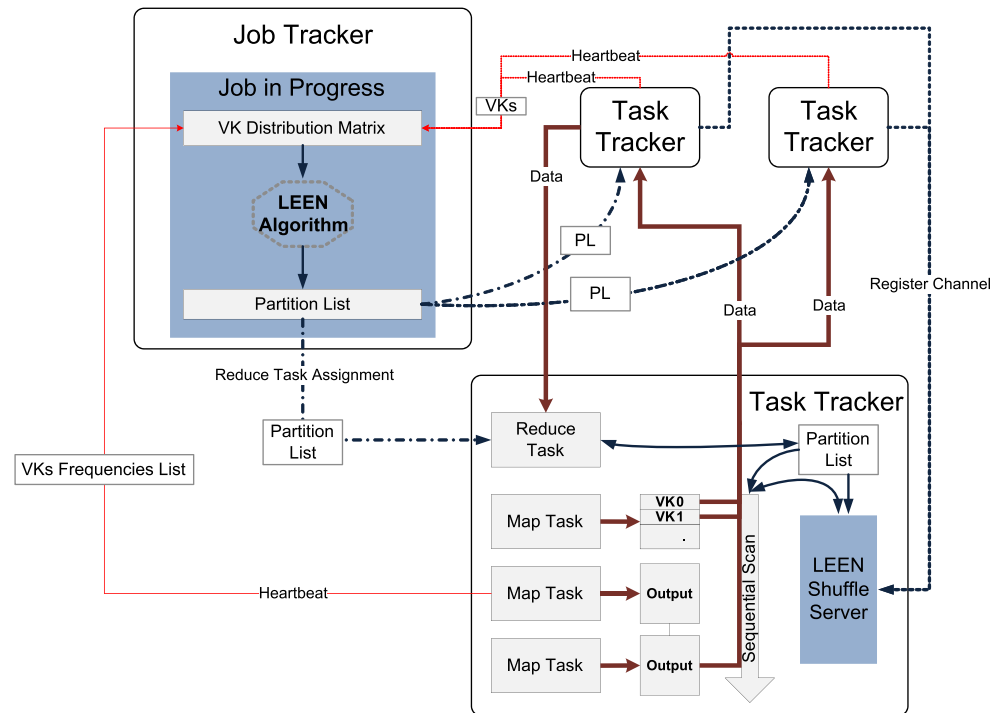 Job Tracker
Job in Progress
VK Distribution Matrix
LEEN
Algorithm
Partition List
Heartbeat
Heartbeat
VKs
Task
Tracker
Task
Tracker
Data
PL
PL
Data
Data
Register Channel
Reduce Task Assignment
Partition
List
VKs Frequencies List
Heartbeat
Task Tracker
Reduce
Task
Partition
List
Map Task
VK0
VK1
.
Map Task
Output
Map Task
Output
Sequential Scan
LEEN
Shuffle
Server